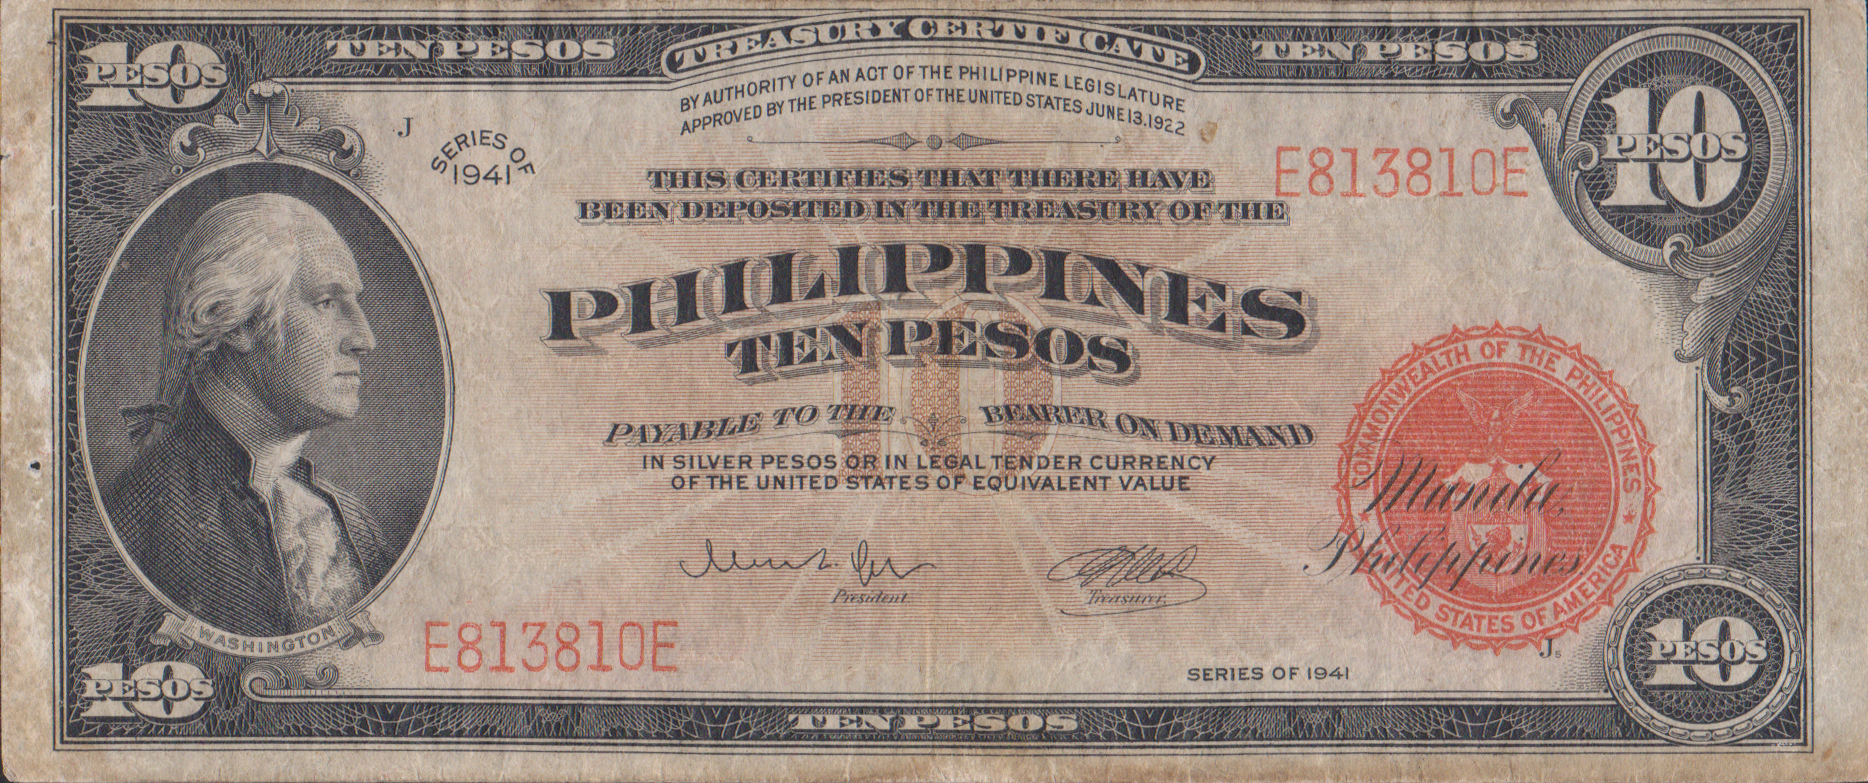 10 PESOS
TEN PESOS
TREASURY CERTIFICATE
TEN PESOS
10 PESOS
BY AUTHORITY OF AN ACT OF THE PHILIPPINE LEGISLATURE
APPROVED BY THE PRESIDENT OF THE UNITED STATES JUNE 13, 1922
J
SERIES OF
1941
E813810E
THIS CERTIFIES THAT THERE HAVE
BEEN DEPOSITED IN THE TREASURY OF THE
PHILIPPINES
TEN PESOS
10
PAYABLE TO THE BEARER ON DEMAND
IN SILVER PESOS OR IN LEGAL TENDER CURRENCY
OF THE UNITED STATES OF EQUIVALENT VALUE
COMMONWEALTH OF THE PHILIPPINES
UNITED STATES OF AMERICA
Manila,
Philippines
President.
Treasurer.
WASHINGTON
E813810E
SERIES OF 1941
J5
10 PESOS
TEN PESOS
10 PESOS